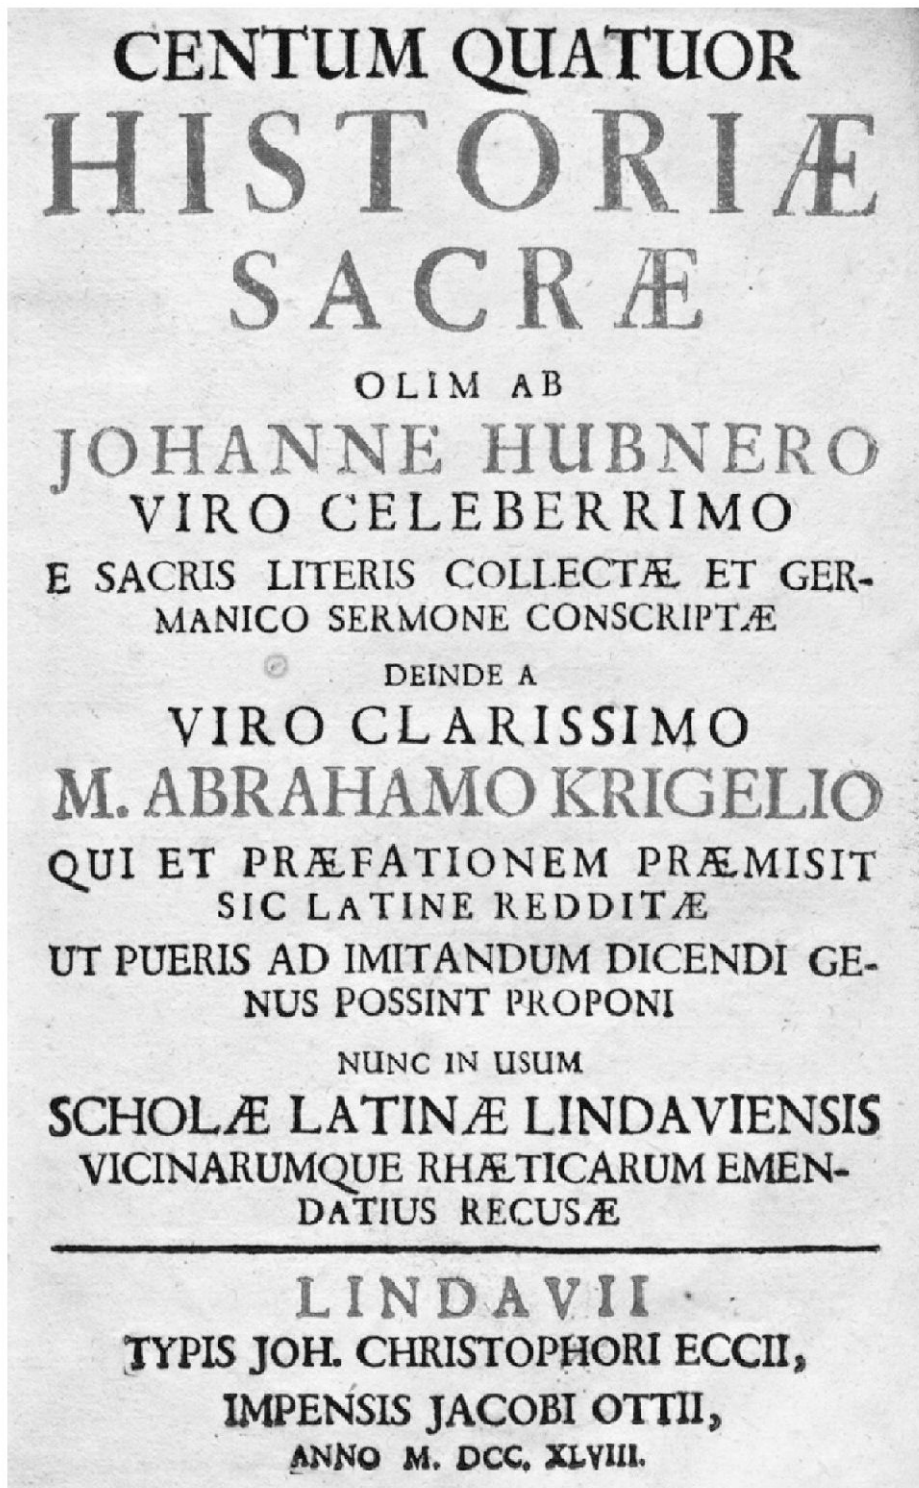 CENTUM QUATUOR
HISTORIÆ
SACRÆ
OLIM AB
JOHANNE HUBNERO
VIRO CELEBERRIMO
E SACRIS LITERIS COLLECTÆ ET GER-
MANICO SERMONE CONSCRIPTÆ
DEINDE A
VIRO CLARISSIMO
M. ABRAHAMO KRIGELIO
QUI ET PRÆFATIONEM PRÆMISIT
SIC LATINE REDDITÆ
UT PUERIS AD IMITANDUM DICENDI GE-
NUS POSSINT PROPONI
NUNC IN USUM
SCHOLÆ LATINÆ LINDAVIENSIS
VICINARUMQUE RHÆTICARUM EMEN-
DATIUS RECUSÆ
LINDAVII
TYPIS JOH. CHRISTOPHORI ECCII,
IMPENSIS JACOBI OTTII,
ANNO M. DCC. XLVIII.